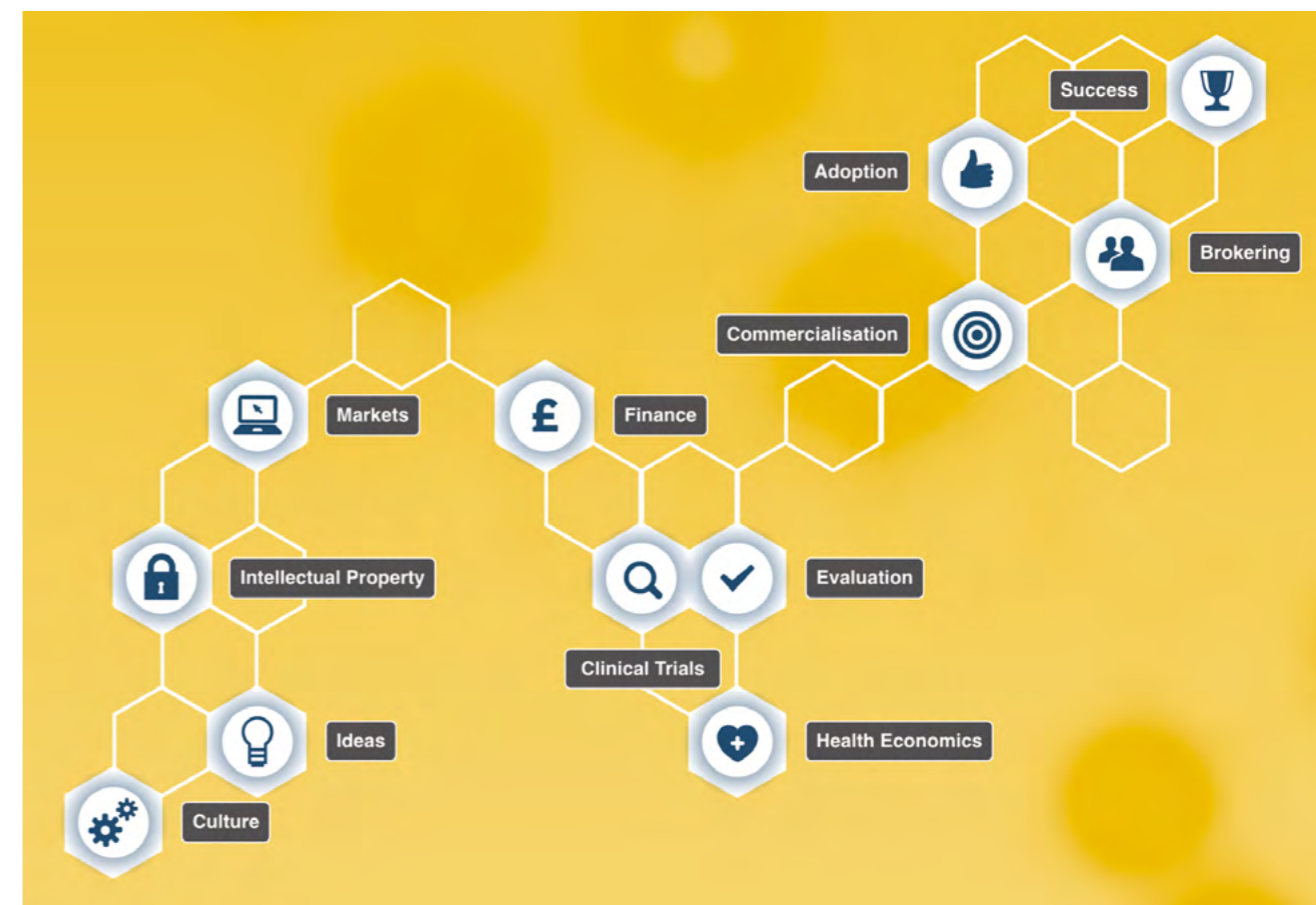 Success
Adoption
Brokering
Commercialisation
Markets
£
Finance
Intellectual Property
Evaluation
Clinical Trials
Ideas
Health Economics
Culture